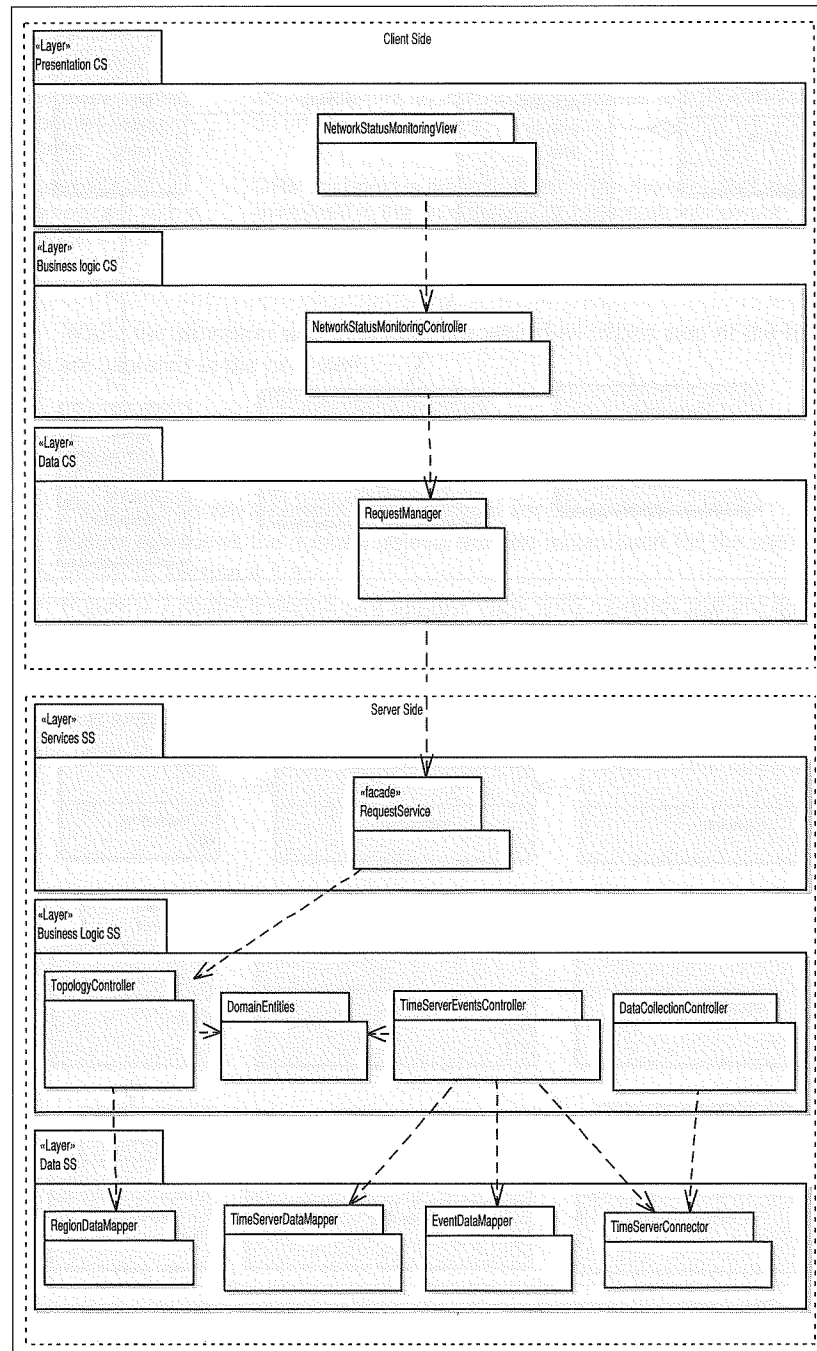 Client Side
«Layer»
Presentation CS
NetworkStatusMonitoringView
«Layer»
Business logic CS
NetworkStatusMonitoringController
«Layer»
Data CS
RequestManager
Server Side
«Layer»
Services SS
«facade»
RequestService
«Layer»
Business Logic SS
TopologyController
DomainEntities
TimeServerEventsController
DataCollectionController
«Layer»
Data SS
RegionDataMapper
TimeServerDataMapper
EventDataMapper
TimeServerConnector